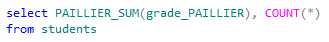 select PAILLIER_SUM(grade_PAILLIER), COUNT(*)
from students